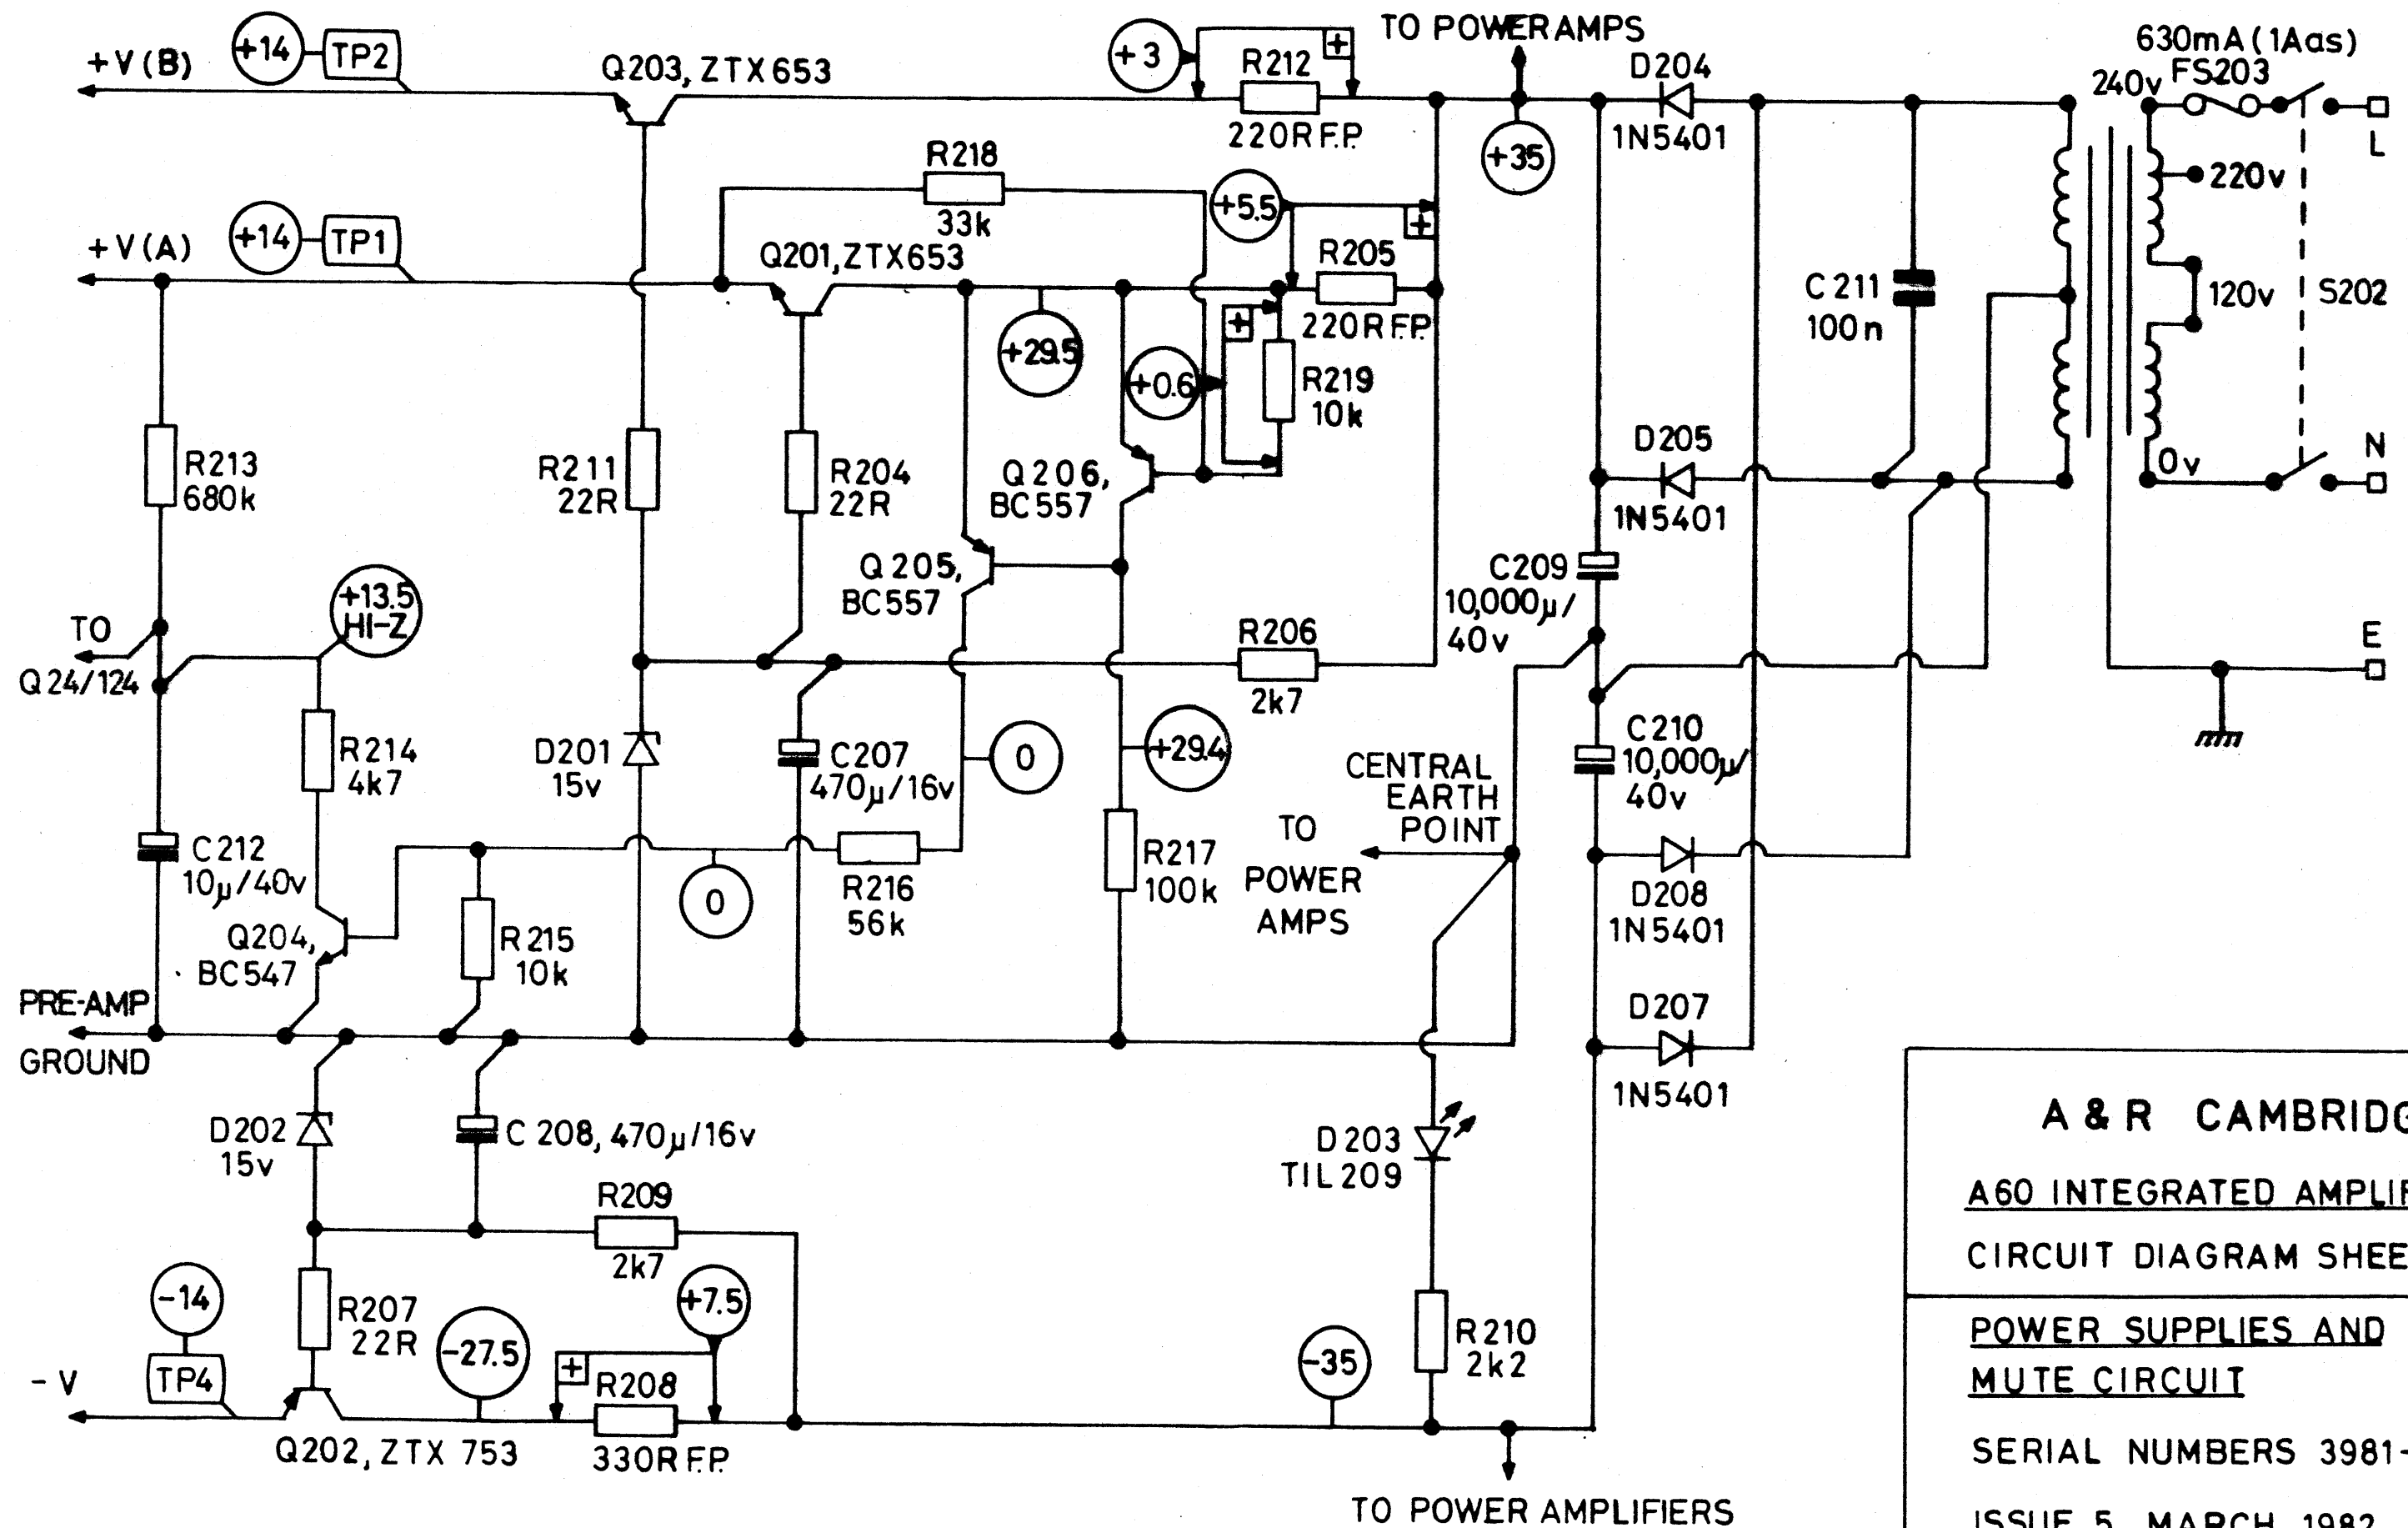 TO POWER AMPS
630mA (1Aas)
FS203
+V(B)
+14
TP2
Q203, ZTX653
+3
+
R212
220R F.P.
+35
D204
1N5401
240v
L
220v
R218
33k
+5.5
+
+V(A)
+14
TP1
Q201, ZTX653
R205
220R F.P.
C211
100n
120v
S202
+29.5
+
+0.6
R219
10k
R213
680k
R211
22R
R204
22R
Q206,
BC557
D205
1N5401
0v
N
+13.5
HI-Z
Q205,
BC557
C209
10,000µ/
40v
TO
Q24/124
R206
2k7
E
R214
4k7
D201
15v
C207
470µ/16v
0
+29.4
C210
10,000µ/
40v
CENTRAL
EARTH
POINT
C212
10µ/40v
0
R216
56k
R217
100k
TO
POWER
AMPS
D208
1N5401
Q204,
BC547
R215
10k
PRE-AMP
GROUND
D207
1N5401
D202
15v
C208, 470µ/16v
D203
TIL209
A & R CAMBRIDG
A60 INTEGRATED AMPLIF
CIRCUIT DIAGRAM SHEE
R209
2k7
-14
TP4
R207
22R
-27.5
+7.5
+
R208
330R F.P.
-35
R210
2k2
POWER SUPPLIES AND
MUTE CIRCUIT
- V
Q202, ZTX 753
SERIAL NUMBERS 3981-
TO POWER AMPLIFIERS
ISSUE 5 MARCH 1982